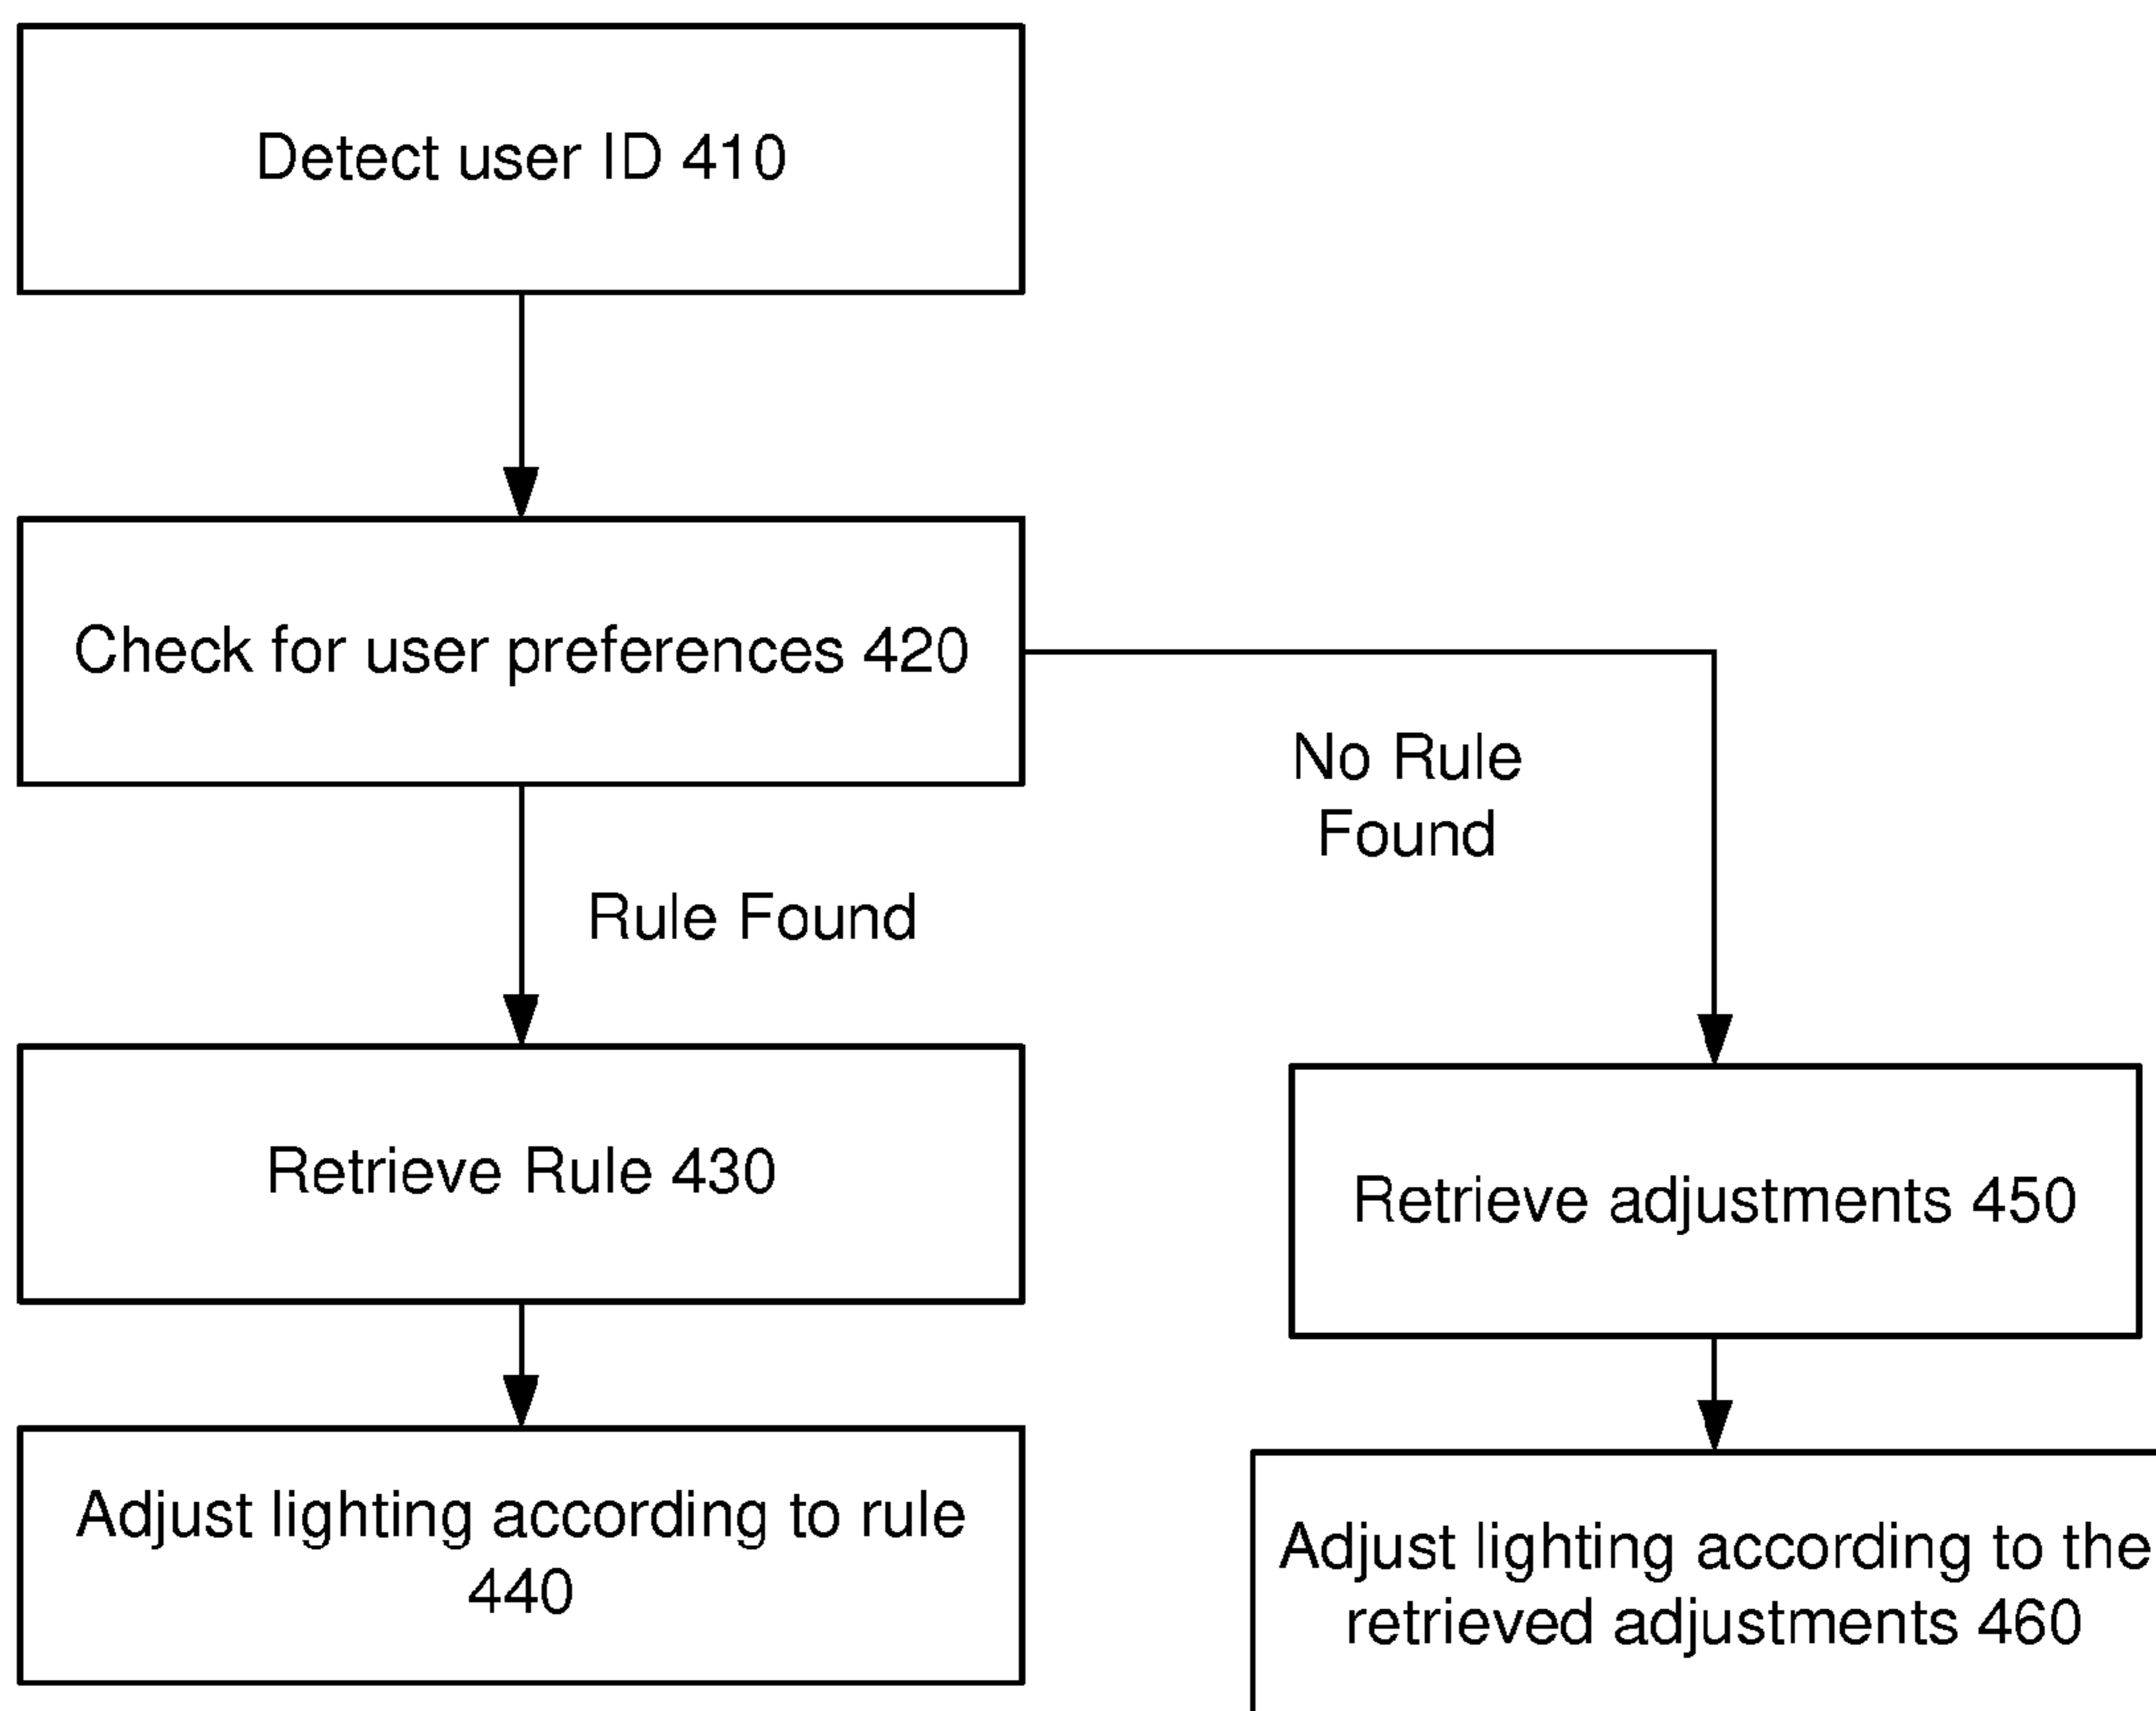 Detect user ID 410
Check for user preferences 420
No Rule
Found
Rule Found
Retrieve Rule 430
Retrieve adjustments 450
Adjust lighting according to rule
440
Adjust lighting according to the
retrieved adjustments 460